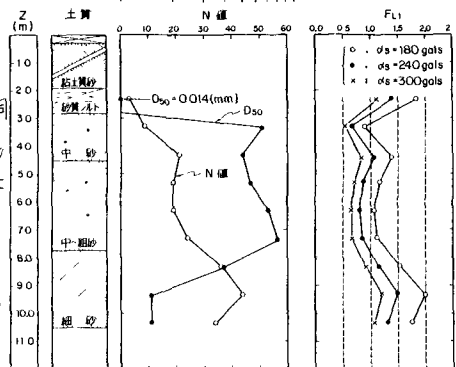 Z
(m)
土質
N 値
FL1
0 10 20 30 40 50 60
0.0 0.5 1.0 1.5 2.0
1.0
2.0
3.0
4.0
5.0
6.0
7.0
8.0
9.0
10.0
11.0
粘土質砂
砂質シルト
中 砂
中~粗砂
細 砂
D50 = 0.014(mm)
D50
N 値
αs = 180 gals
αs = 240 gals
αs = 300 gals